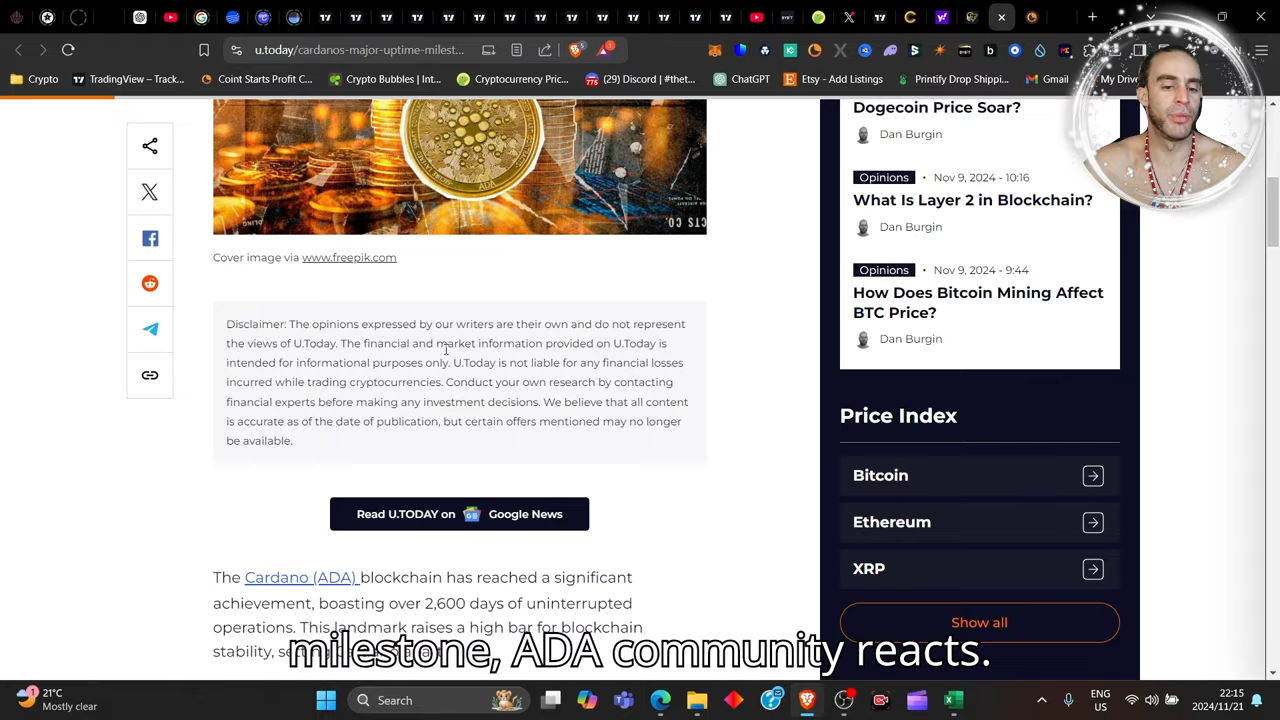 u.today/cardanos-major-uptime-milest...
Crypto
TradingView – Track...
Coint Starts Profit C...
Crypto Bubbles | Int...
Cryptocurrency Pric...
(29) Discord | #thet...
ChatGPT
Etsy - Add Listings
Printify Drop Shippi...
Gmail
My Drive
Cover image via www.freepik.com
Disclaimer: The opinions expressed by our writers are their own and do not represent
the views of U.Today. The financial and market information provided on U.Today is
intended for informational purposes only. U.Today is not liable for any financial losses
incurred while trading cryptocurrencies. Conduct your own research by contacting
financial experts before making any investment decisions. We believe that all content
is accurate as of the date of publication, but certain offers mentioned may no longer
be available.
Read U.TODAY on Google News
The Cardano (ADA) blockchain has reached a significant
achievement, boasting over 2,600 days of uninterrupted
operations. This landmark raises a high bar for blockchain
milestone, ADA community reacts.
Dogecoin Price Soar?
Dan Burgin
Opinions • Nov 9, 2024 - 10:16
What Is Layer 2 in Blockchain?
Dan Burgin
Opinions • Nov 9, 2024 - 9:44
How Does Bitcoin Mining Affect
BTC Price?
Dan Burgin
Price Index
Bitcoin
Ethereum
XRP
Show all
21°C
Mostly clear
Search
ENG
US
22:15
2024/11/21